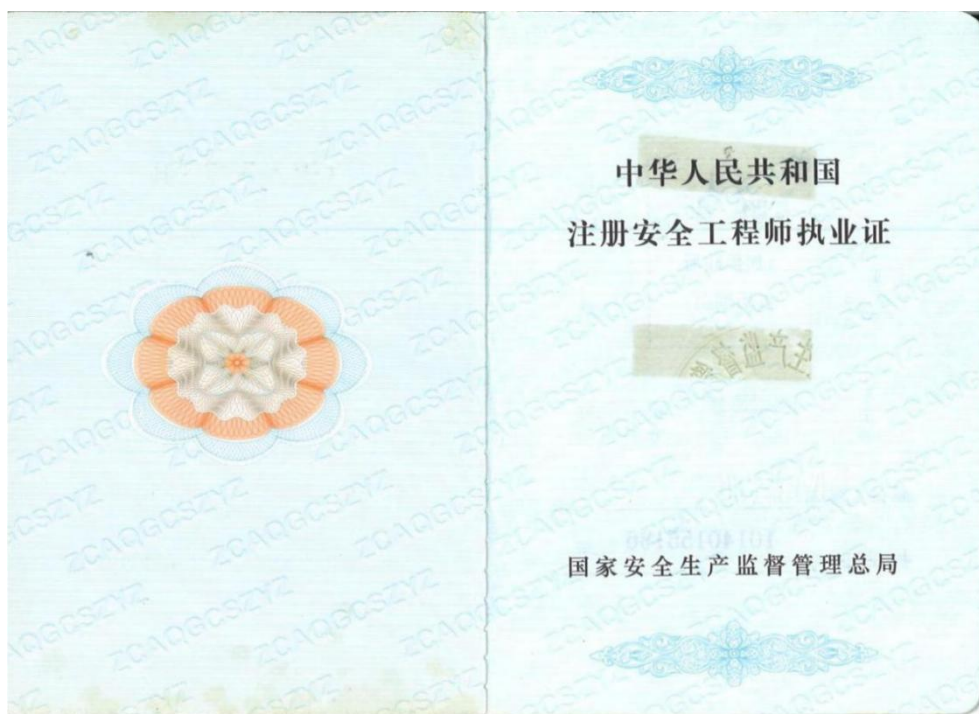 中华人民共和国
注册安全工程师执业证
国家安全生产监督管理总局